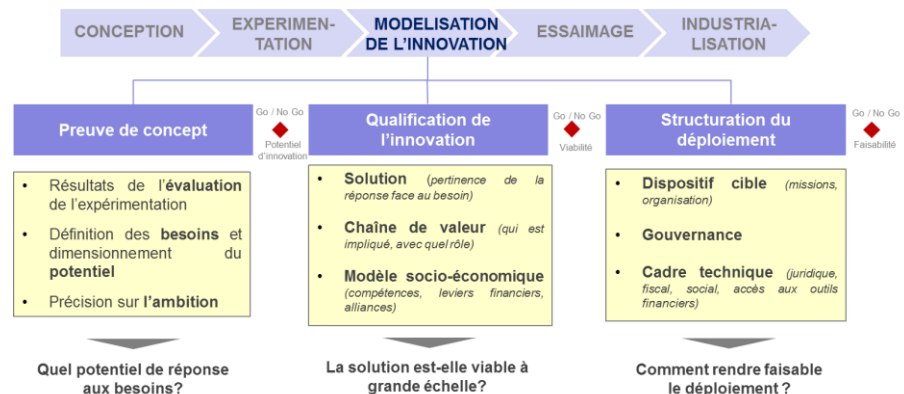 CONCEPTION
EXPERIMEN-
TATION
MODELISATION
DE L'INNOVATION
ESSAIMAGE
INDUSTRIA-
LISATION
Preuve de concept
Go / No Go
Potentiel
d'innovation
Qualification de
l'innovation
Go / No Go
Viabilité
Structuration du
déploiement
Go / No Go
Faisabilité
• Résultats de l'évaluation
de l'expérimentation
• Définition des besoins et
dimensionnement du
potentiel
• Précision sur l'ambition
• Solution (pertinence de la
réponse face au besoin)
• Chaîne de valeur (qui est
impliqué, avec quel rôle)
• Modèle socio-économique
(compétences, leviers financiers,
alliances)
• Dispositif cible (missions,
organisation)
• Gouvernance
• Cadre technique (juridique,
fiscal, social, accès aux outils
financiers)
Quel potentiel de réponse
aux besoins?
La solution est-elle viable à
grande échelle?
Comment rendre faisable
le déploiement ?